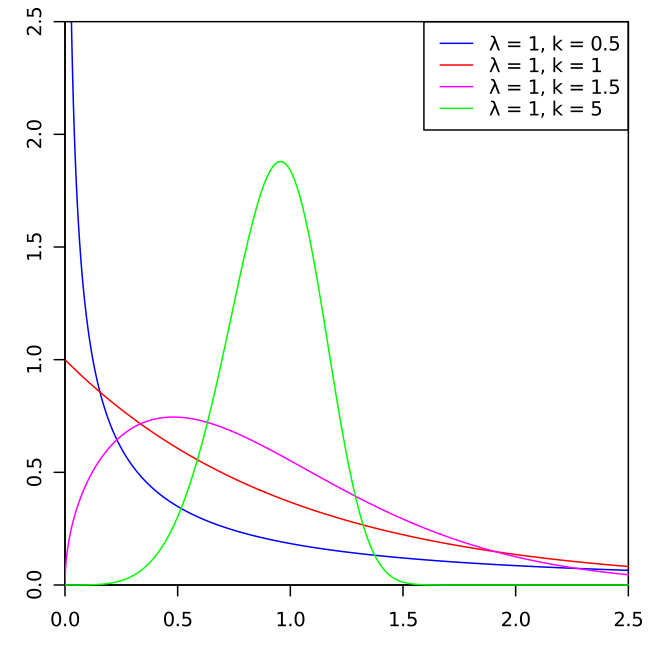 2.5
2.0
1.5
1.0
0.5
0.0
λ = 1, k = 0.5
λ = 1, k = 1
λ = 1, k = 1.5
λ = 1, k = 5
0.0 0.5 1.0 1.5 2.0 2.5